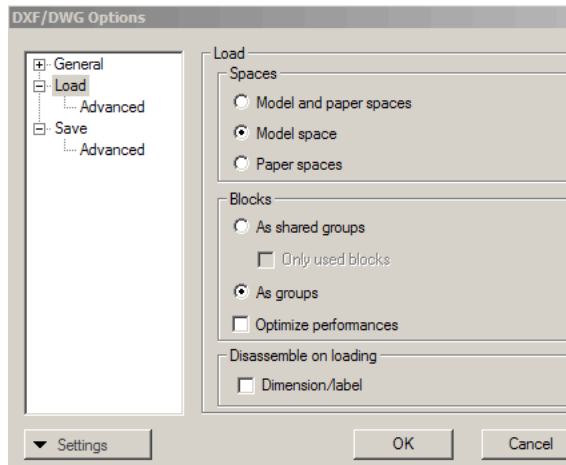 DXF/DWG Options
General
Load
Advanced
Save
Advanced
Load
Spaces
Model and paper spaces
Model space
Paper spaces
Blocks
As shared groups
Only used blocks
As groups
Optimize performances
Disassemble on loading
Dimension/label
Settings
OK
Cancel